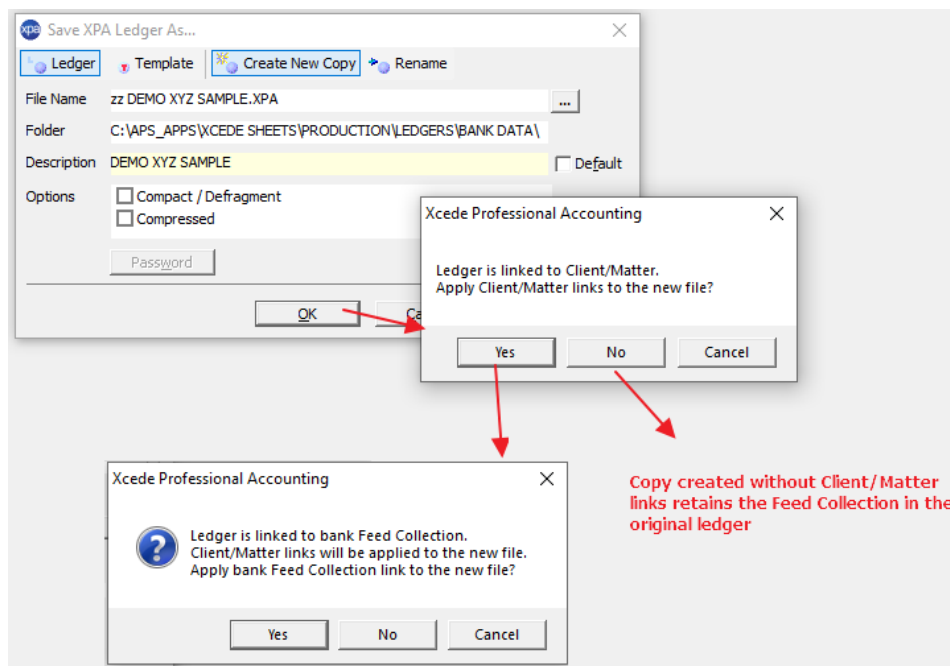 xpa Save XPA Ledger As...
Ledger Template Create New Copy Rename
File Name zz DEMO XYZ SAMPLE.XPA ...
Folder C:\APS_APPS\XCEDE SHEETS\PRODUCTION\LEDGERS\BANK DATA\
Description DEMO XYZ SAMPLE Default
Options Compact / Defragment
Compressed
Password
OK Ca
Xcede Professional Accounting
Ledger is linked to Client/Matter.
Apply Client/Matter links to the new file?
Yes No Cancel
Xcede Professional Accounting
Ledger is linked to bank Feed Collection.
Client/Matter links will be applied to the new file.
Apply bank Feed Collection link to the new file?
Yes No Cancel
Copy created without Client/Matter
links retains the Feed Collection in the
original ledger